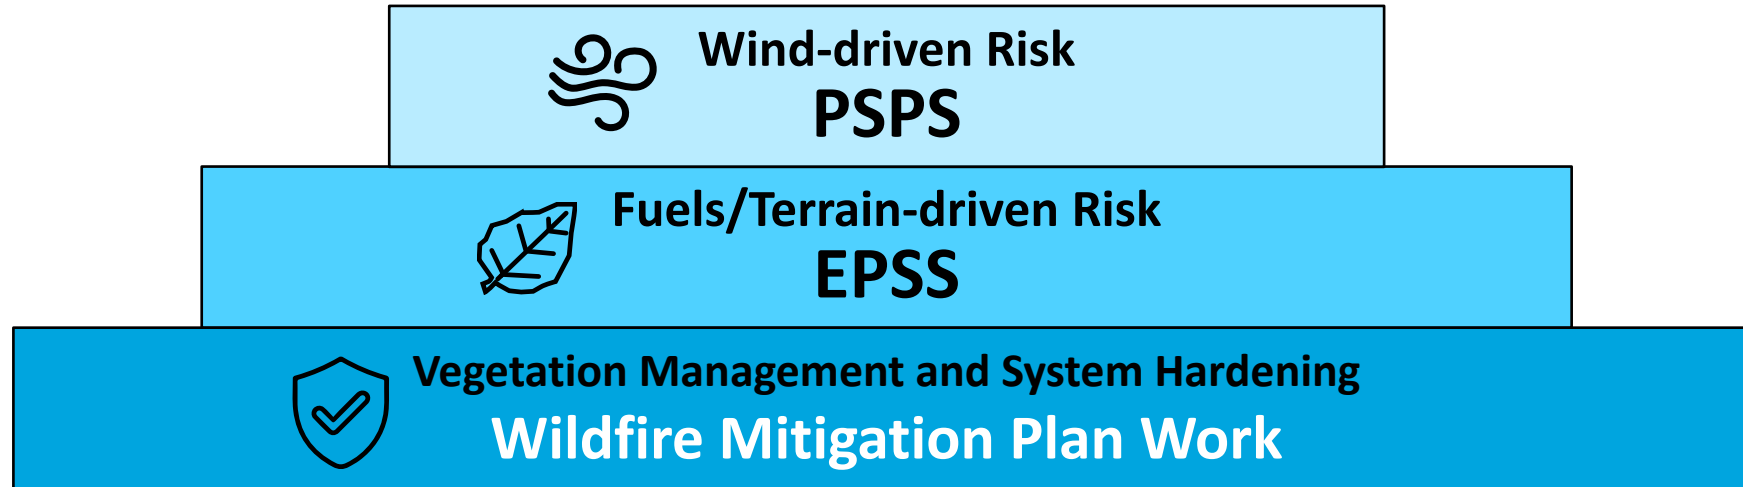 Wind-driven Risk
PSPS
Fuels/Terrain-driven Risk
EPSS
Vegetation Management and System Hardening
Wildfire Mitigation Plan Work